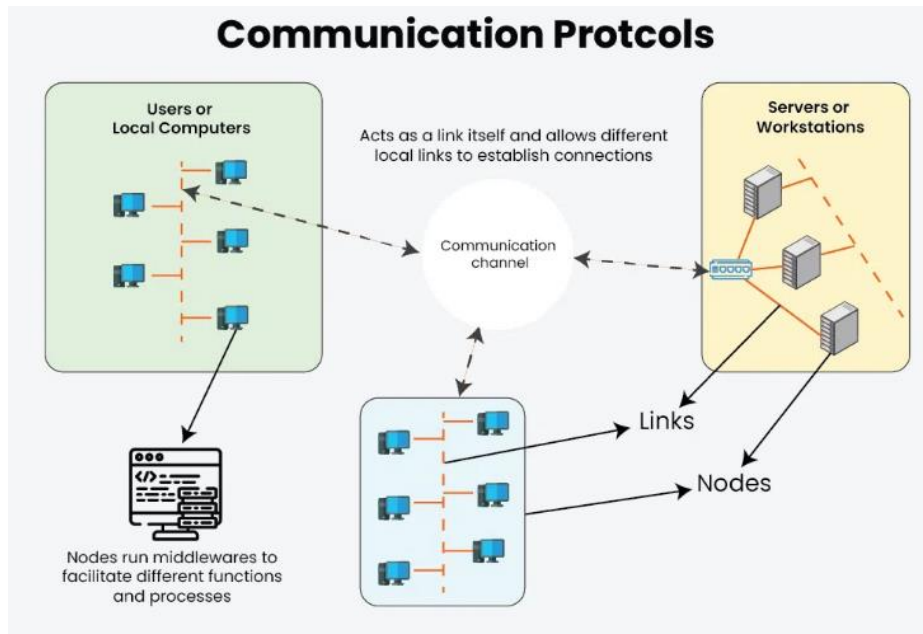 Communication Protcols
Users or
Local Computers
Acts as a link itself and allows different
local links to establish connections
Servers or
Workstations
Communication
channel
Links
Nodes
Nodes run middlewares to
facilitate different functions
and processes